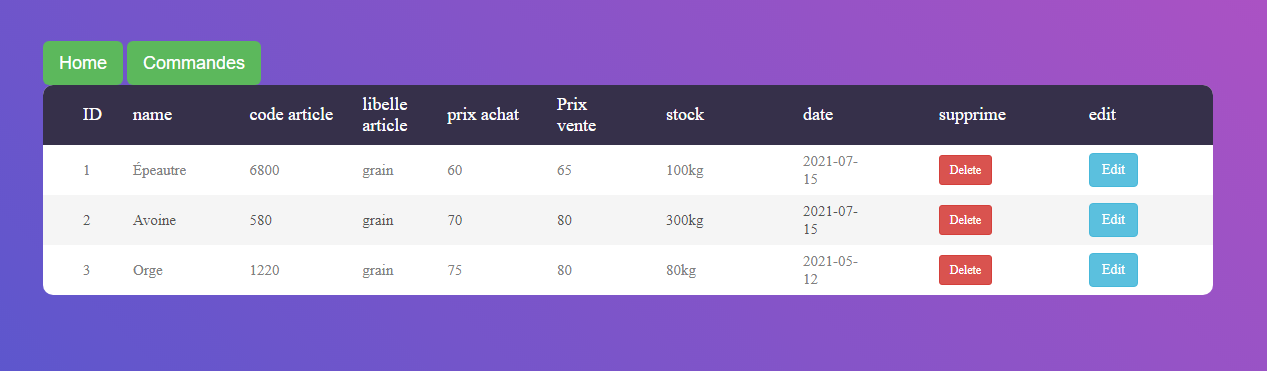 Home Commandes
ID name code article libelle article prix achat Prix vente stock date supprime edit
1 Épeautre 6800 grain 60 65 100kg 2021-07-15 Delete Edit
2 Avoine 580 grain 70 80 300kg 2021-07-15 Delete Edit
3 Orge 1220 grain 75 80 80kg 2021-05-12 Delete Edit